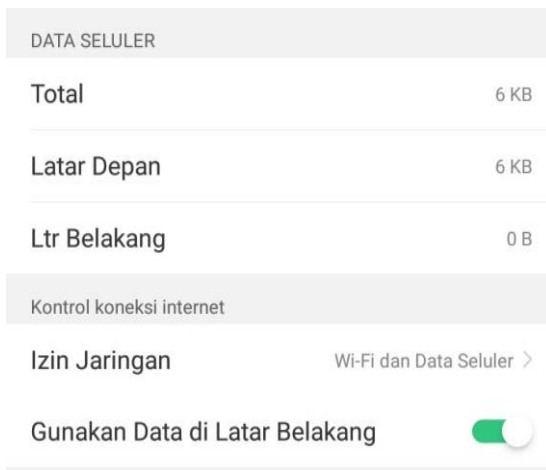 DATA SELULER
Total 6 KB
Latar Depan 6 KB
Ltr Belakang 0 B
Kontrol koneksi internet
Izin Jaringan Wi-Fi dan Data Seluler
Gunakan Data di Latar Belakang